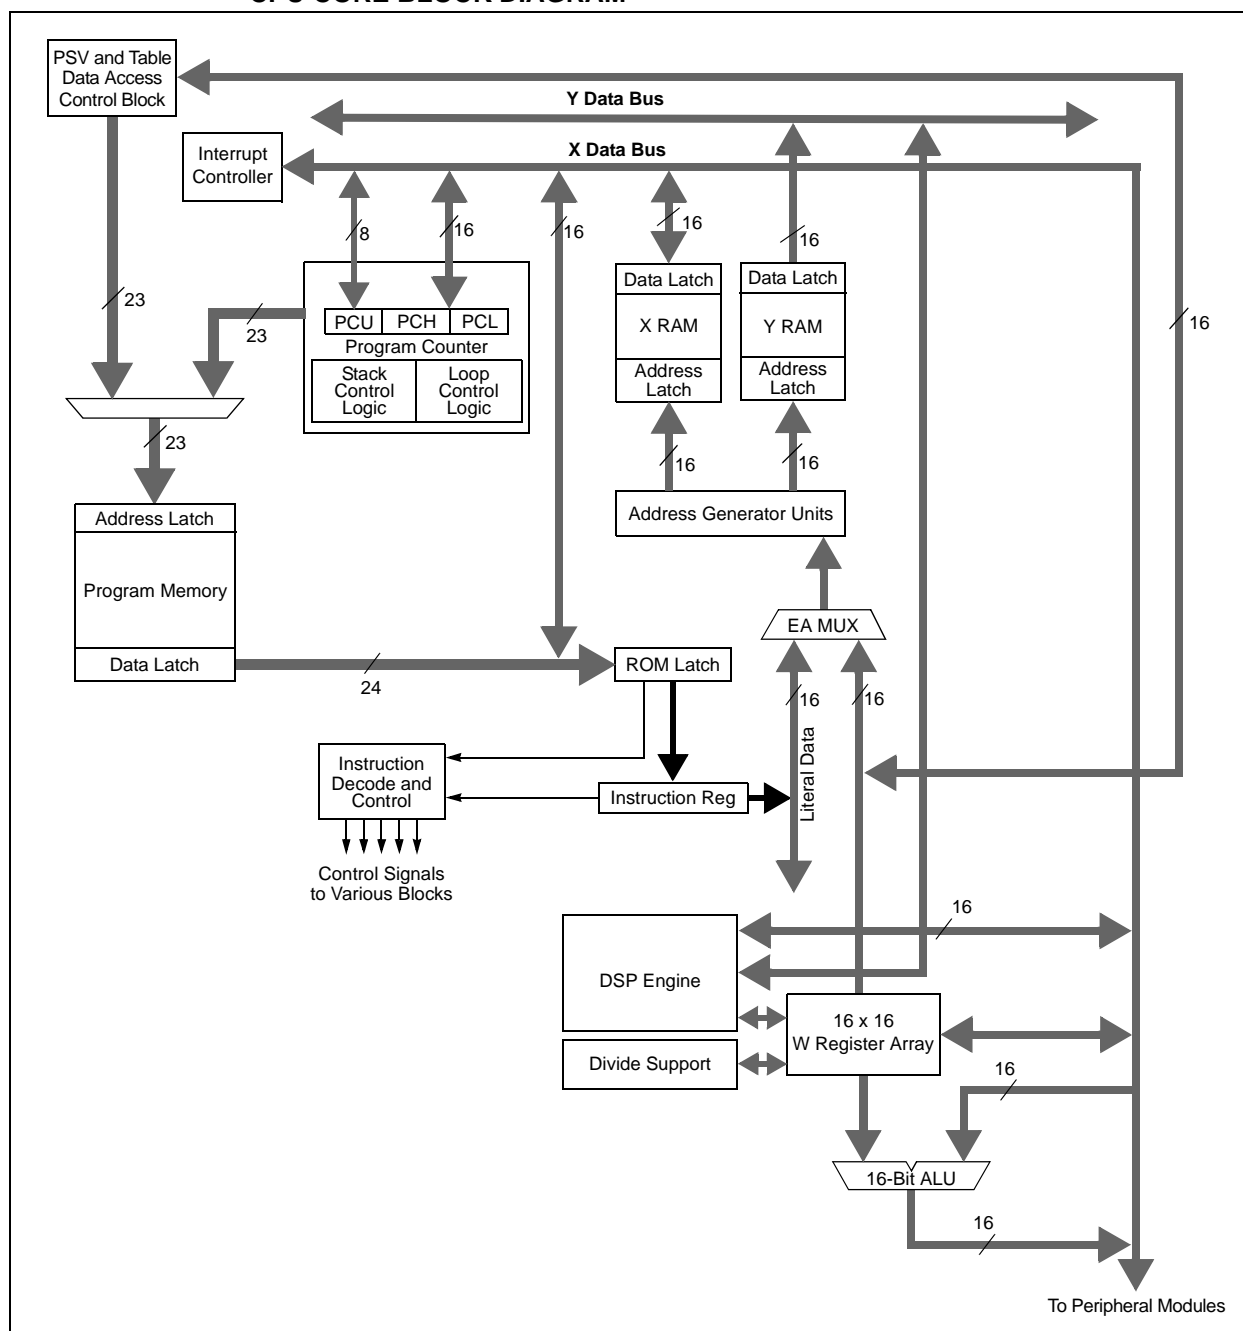 CPU CORE BLOCK DIAGRAM
PSV and Table
Data Access
Control Block
Y Data Bus
X Data Bus
Interrupt
Controller
8
16
16
16
16
23
23
16
PCU
PCH
PCL
Program Counter
Stack
Control
Logic
Loop
Control
Logic
Data Latch
X RAM
Address
Latch
Data Latch
Y RAM
Address
Latch
23
16
16
Address Latch
Program Memory
Data Latch
Address Generator Units
EA MUX
24
ROM Latch
16
16
Literal Data
Instruction
Decode and
Control
Instruction Reg
Control Signals
to Various Blocks
16
DSP Engine
16 x 16
W Register Array
Divide Support
16
16-Bit ALU
16
To Peripheral Modules